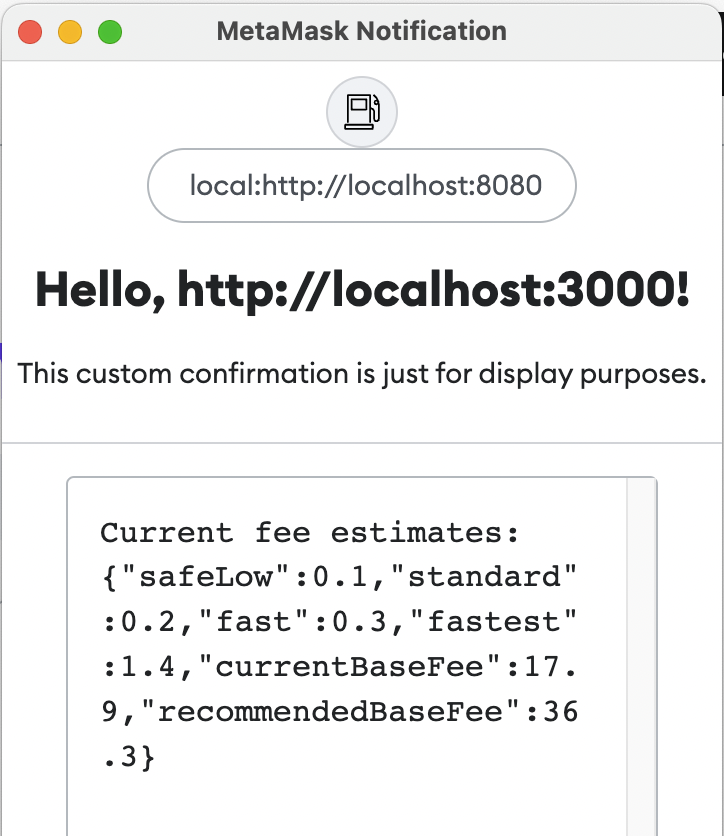 MetaMask Notification
local:http://localhost:8080
Hello, http://localhost:3000!
This custom confirmation is just for display purposes.
Current fee estimates:
{"safeLow":0.1,"standard"
:0.2,"fast":0.3,"fastest"
:1.4,"currentBaseFee":17.
9,"recommendedBaseFee":36
.3}